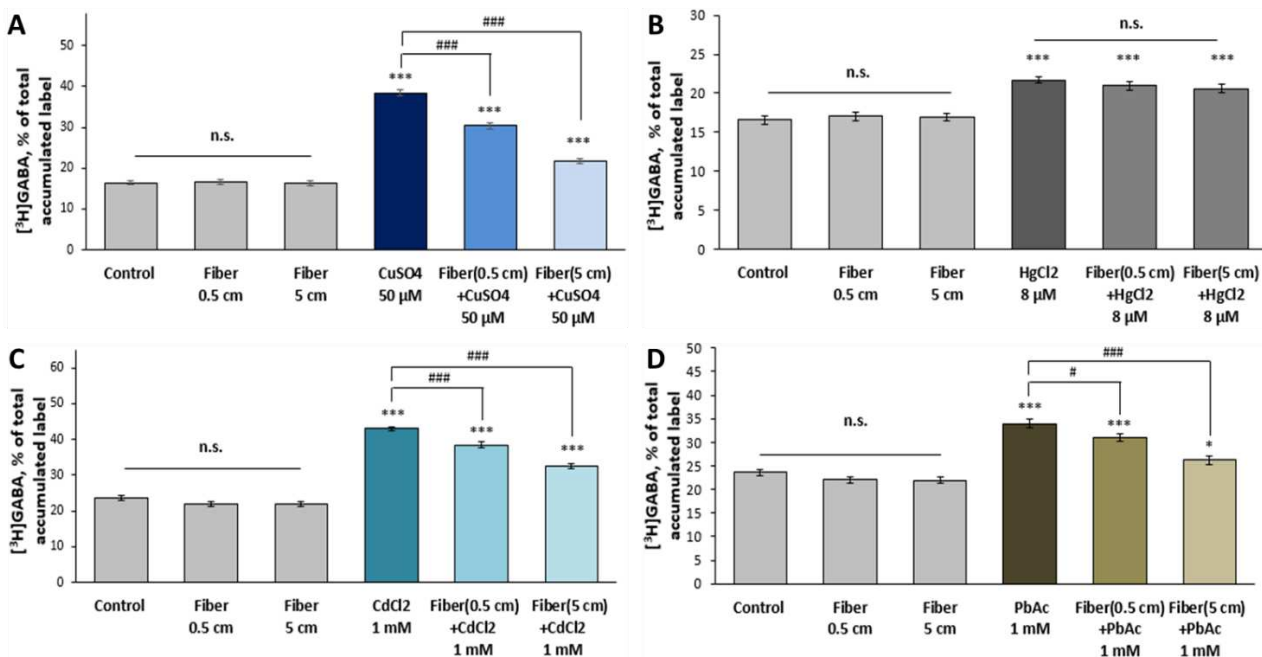 A
[³H]GABA, % of total
accumulated label
50
40
30
20
10
0
n.s.
***
###
***
###
***
Control
Fiber
0.5 cm
Fiber
5 cm
CuSO4
50 µM
Fiber(0.5 cm)
+CuSO4
50 µM
Fiber(5 cm)
+CuSO4
50 µM
B
[³H]GABA, % of total
accumulated label
30
25
20
15
10
5
0
n.s.
n.s.
***
***
***
Control
Fiber
0.5 cm
Fiber
5 cm
HgCl2
8 µM
Fiber(0.5 cm)
+HgCl2
8 µM
Fiber(5 cm)
+HgCl2
8 µM
C
[³H]GABA, % of total
accumulated label
60
50
40
30
20
10
0
n.s.
***
###
***
###
***
Control
Fiber
0.5 cm
Fiber
5 cm
CdCl2
1 mM
Fiber(0.5 cm)
+CdCl2
1 mM
Fiber(5 cm)
+CdCl2
1 mM
D
[³H]GABA, % of total
accumulated label
50
45
40
35
30
25
20
15
10
5
0
n.s.
***
#
***
###
*
Control
Fiber
0.5 cm
Fiber
5 cm
PbAc
1 mM
Fiber(0.5 cm)
+PbAc
1 mM
Fiber(5 cm)
+PbAc
1 mM